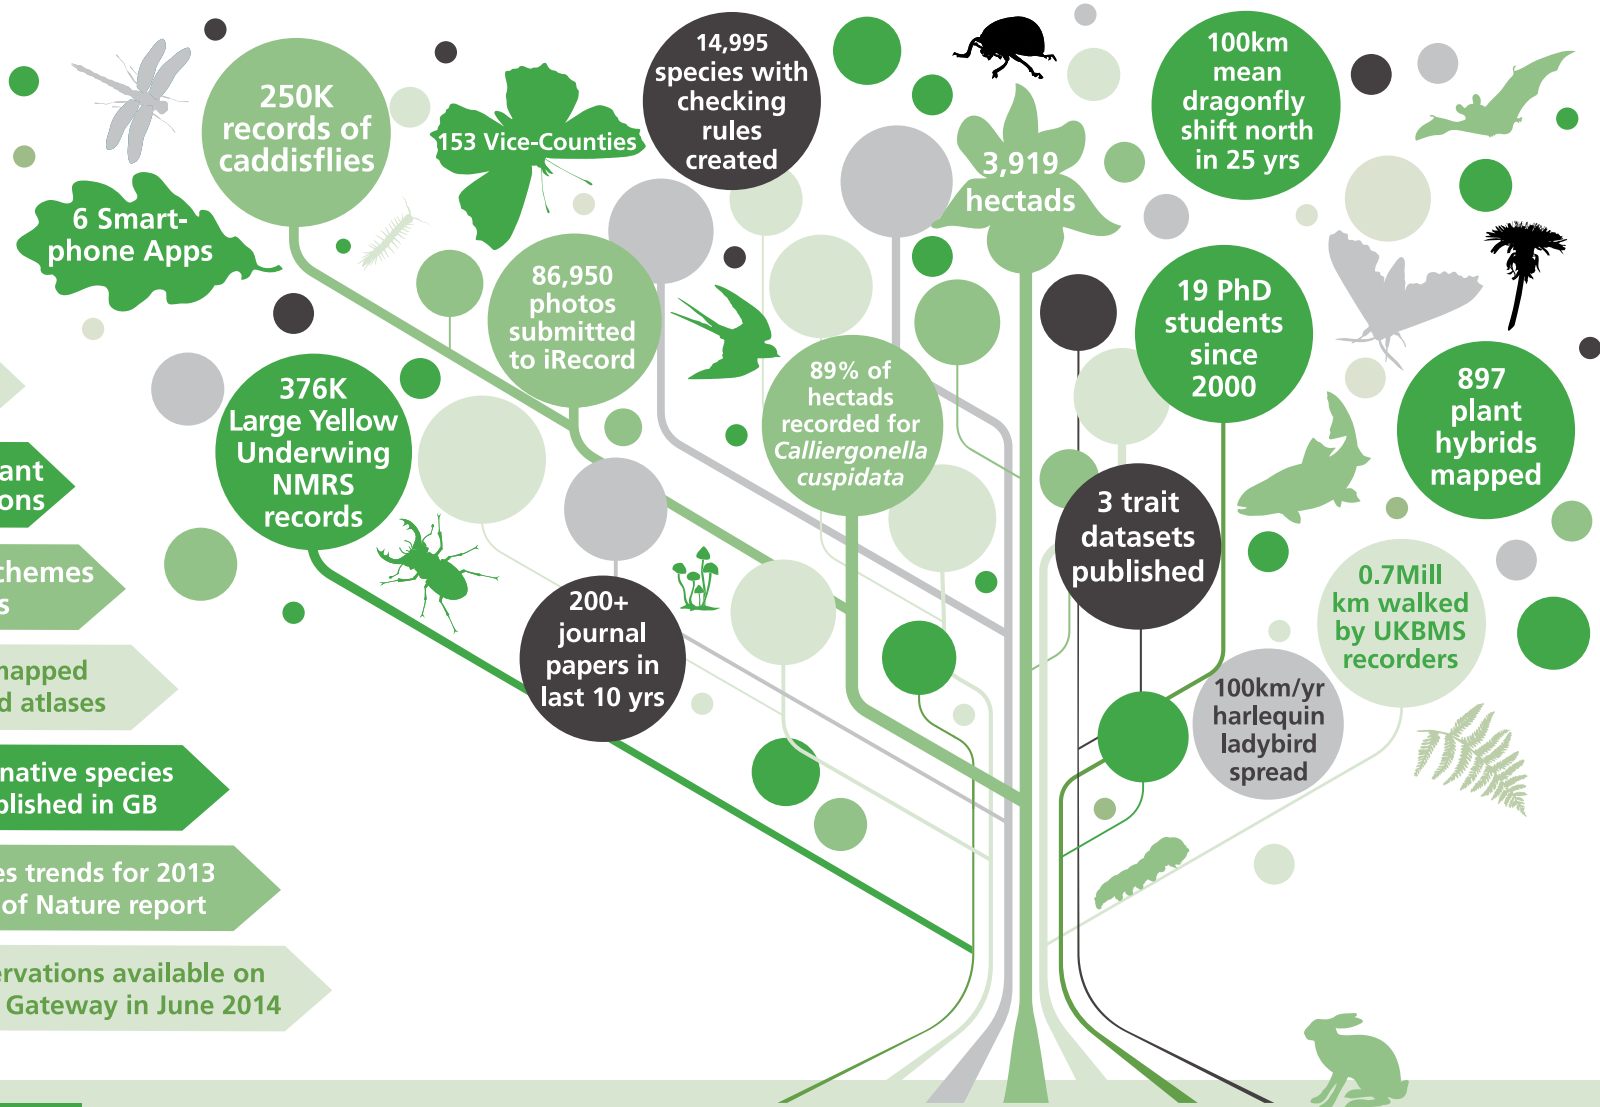 14,995
species with
checking
rules
created
100km
mean
dragonfly
shift north
in 25 yrs
250K
records of
caddisflies
153 Vice-Counties
3,919
hectads
6 Smart-
phone Apps
86,950
photos
submitted
to iRecord
19 PhD
students
since
2000
376K
Large Yellow
Underwing
NMRS
records
89% of
hectads
recorded for
Calliergonella
cuspidata
897
plant
hybrids
mapped
3 trait
datasets
published
200+
journal
papers in
last 10 yrs
0.7Mill
km walked
by UKBMS
recorders
100km/yr
harlequin
ladybird
spread
ant
ons
chemes
s
mapped
d atlases
native species
blished in GB
es trends for 2013
of Nature report
ervations available on
Gateway in June 2014